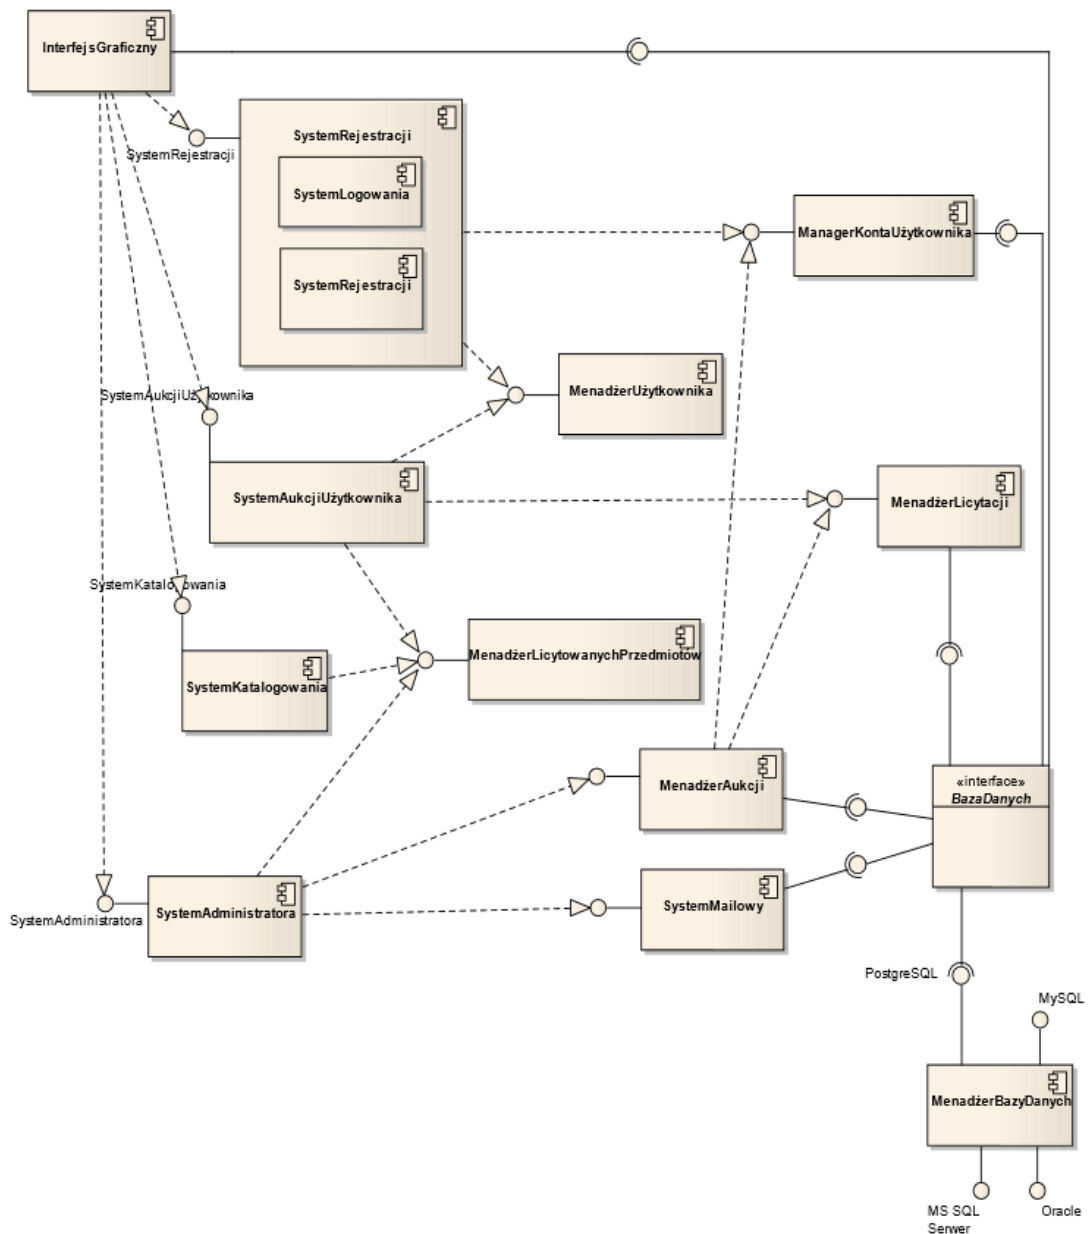 InterfejsGraficzny
SystemRejestracji
SystemRejestracji
SystemLogowania
SystemRejestracji
ManagerKontaUżytkownika
MenadżerUżytkownika
SystemAukcjiUżytkownika
SystemAukcjiUżytkownika
MenadżerLicytacji
SystemKatalogowania
SystemKatalogowania
MenadżerLicytowanychPrzedmiotów
MenadżerAukcji
«interface»
BazaDanych
SystemAdministratora
SystemAdministratora
SystemMailowy
PostgreSQL
MySQL
MenadżerBazyDanych
MS SQL
Serwer
Oracle